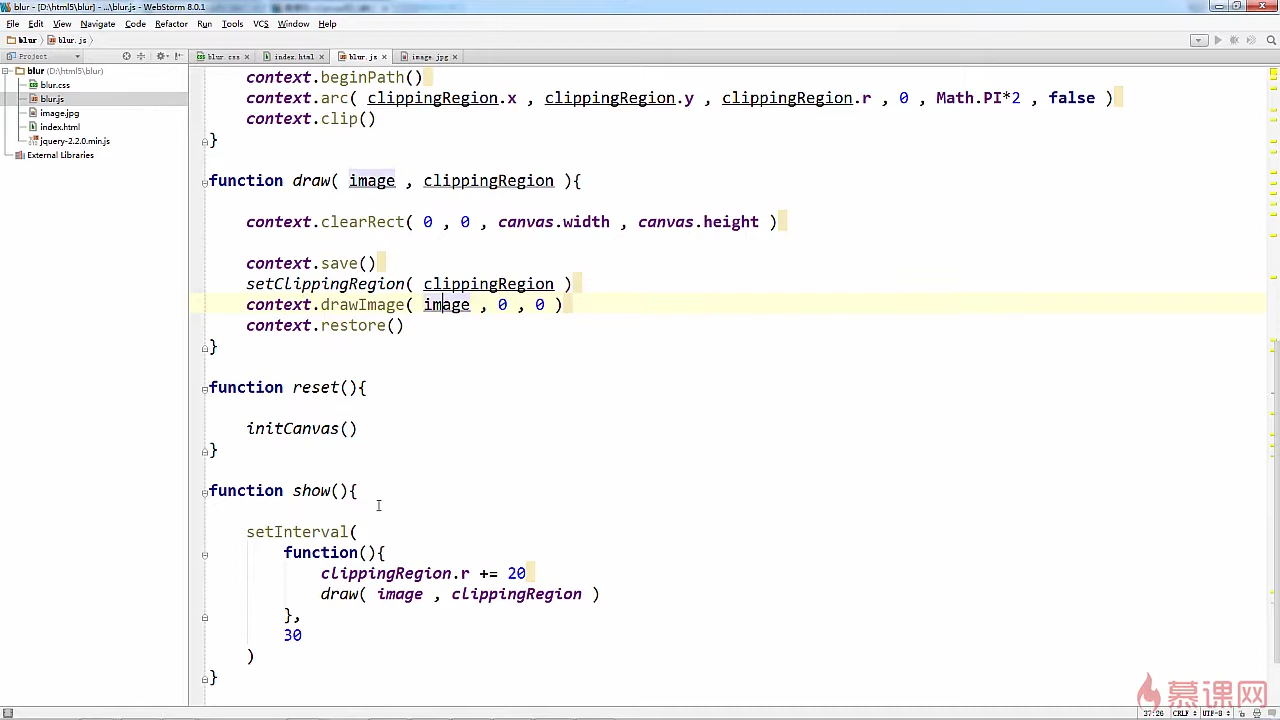 blur - [D:\html5\blur] - ...\blur.js - WebStorm 8.0.1
File Edit View Navigate Code Refactor Run Tools VCS Window Help
blur blur.js
Project
blur.css index.html blur.js image.jpg
blur (D:\html5\blur)
blur.css
blur.js
image.jpg
index.html
jquery-2.2.0.min.js
External Libraries
context.beginPath()
context.arc( clippingRegion.x , clippingRegion.y , clippingRegion.r , 0 , Math.PI*2 , false )
context.clip()
}
function draw( image , clippingRegion ){
context.clearRect( 0 , 0 , canvas.width , canvas.height )
context.save()
setClippingRegion( clippingRegion )
context.drawImage( image , 0 , 0 )
context.restore()
}
function reset(){
initCanvas()
}
function show(){
setInterval(
function(){
clippingRegion.r += 20
draw( image , clippingRegion )
},
30
)
}
慕课网
37:26 CRLF UTF-8